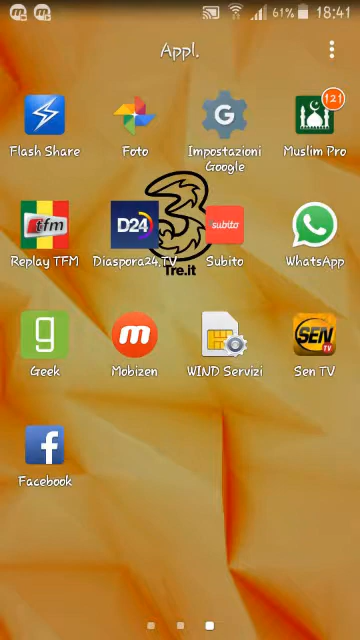 61% 18:41
Appl.
121
Flash Share
Foto
Impostazioni
Google
Muslim Pro
tfm
D24
subito
Replay TFM
Diaspora24.TV
Subito
WhatsApp
Tre.it
SEN
TV
Geek
Mobizen
WIND Servizi
Sen TV
Facebook